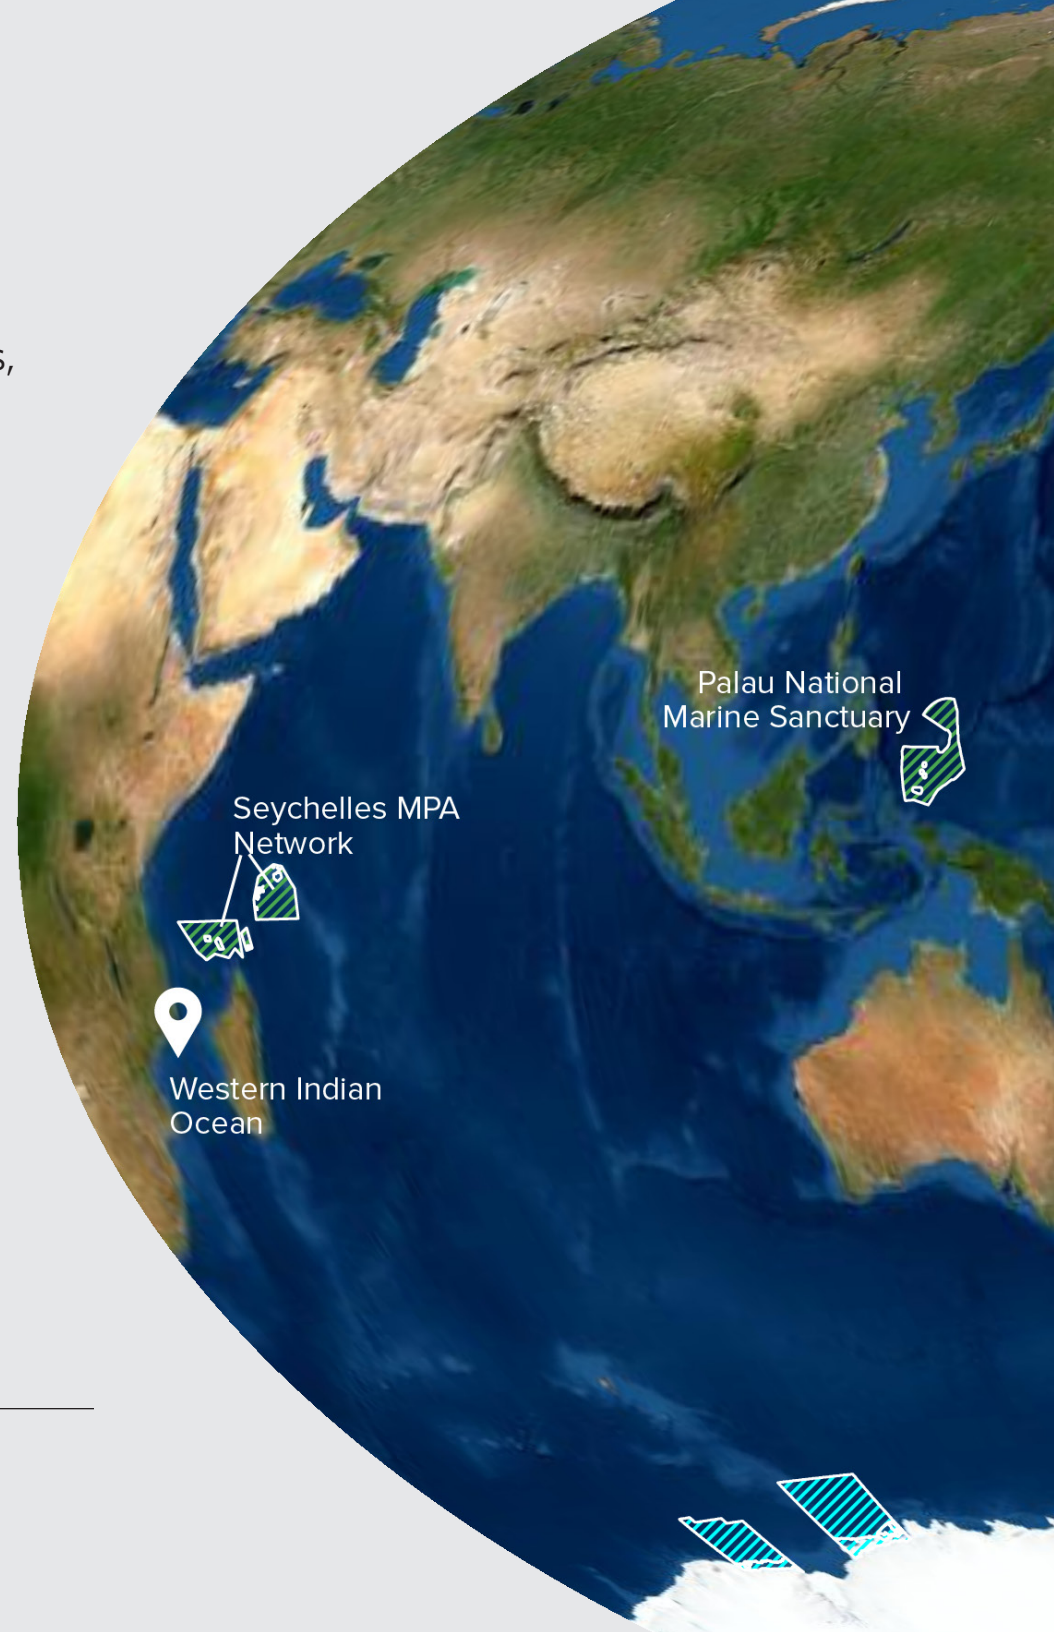 s,
Palau National
Marine Sanctuary
Seychelles MPA
Network
Western Indian
Ocean